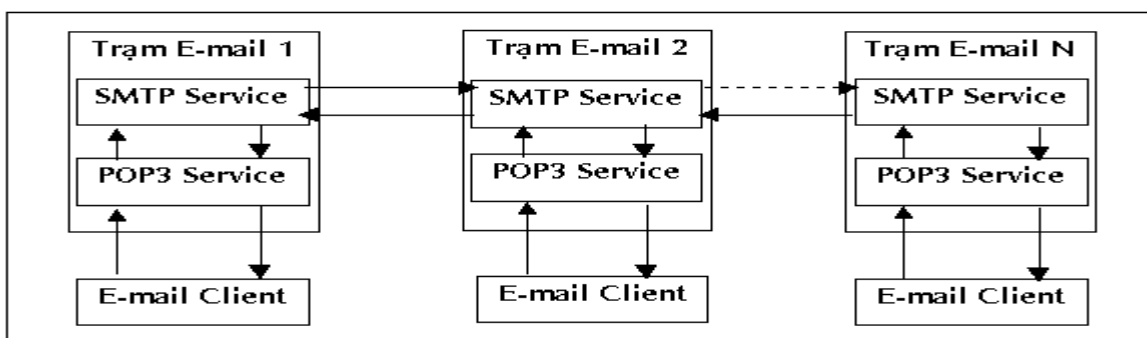 Trạm E-mail 1
SMTP Service
POP3 Service
E-mail Client
Trạm E-mail 2
SMTP Service
POP3 Service
E-mail Client
Trạm E-mail N
SMTP Service
POP3 Service
E-mail Client